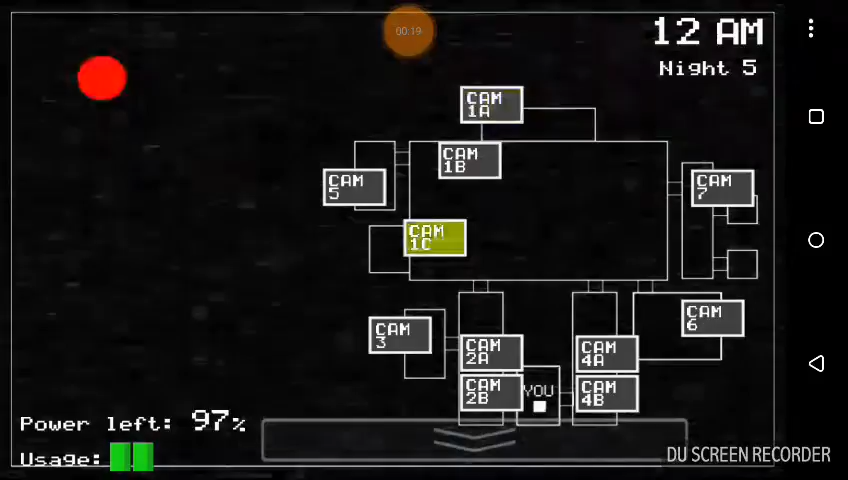 00:19
12 AM
Night 5
CAM
1A
CAM
1B
CAM
5
CAM
7
CAM
1C
CAM
6
CAM
3
CAM
2A
CAM
4A
CAM
2B
YOU
CAM
4B
Power left: 97%
Usage:
DU SCREEN RECORDER